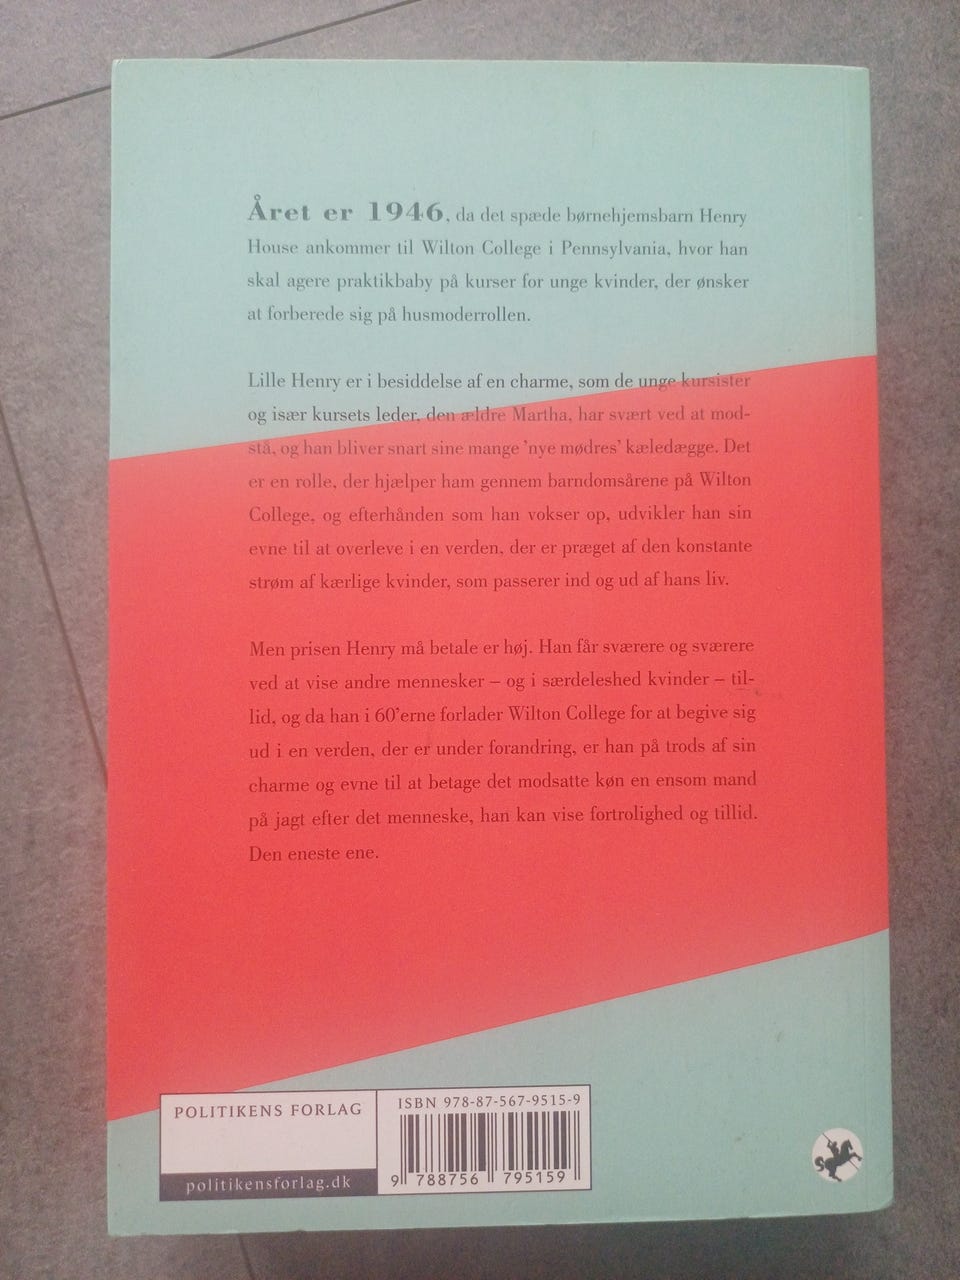 Året er 1946, da det spæde børnehjemsbarn Henry
House ankommer til Wilton College i Pennsylvania, hvor han
skal agere praktikbaby på kurser for unge kvinder, der ønsker
at forberede sig på husmoderrollen.
Lille Henry er i besiddelse af en charme, som de unge kursister
og især kursets leder, den ældre Martha, har svært ved at mod-
stå, og han bliver snart sine mange 'nye mødres' kæledægge. Det
er en rolle, der hjælper ham gennem barndomsårene på Wilton
College, og efterhånden som han vokser op, udvikler han sin
evne til at overleve i en verden, der er præget af den konstante
strøm af kærlige kvinder, som passerer ind og ud af hans liv.
Men prisen Henry må betale er høj. Han får sværere og sværere
ved at vise andre mennesker – og i særdeleshed kvinder – til-
lid, og da han i 60'erne forlader Wilton College for at begive sig
ud i en verden, der er under forandring, er han på trods af sin
charme og evne til at betage det modsatte køn en ensom mand
på jagt efter det menneske, han kan vise fortrolighed og tillid.
Den eneste ene.
POLITIKENS FORLAG
politikensforlag.dk
ISBN 978-87-567-9515-9
9 788756 795159